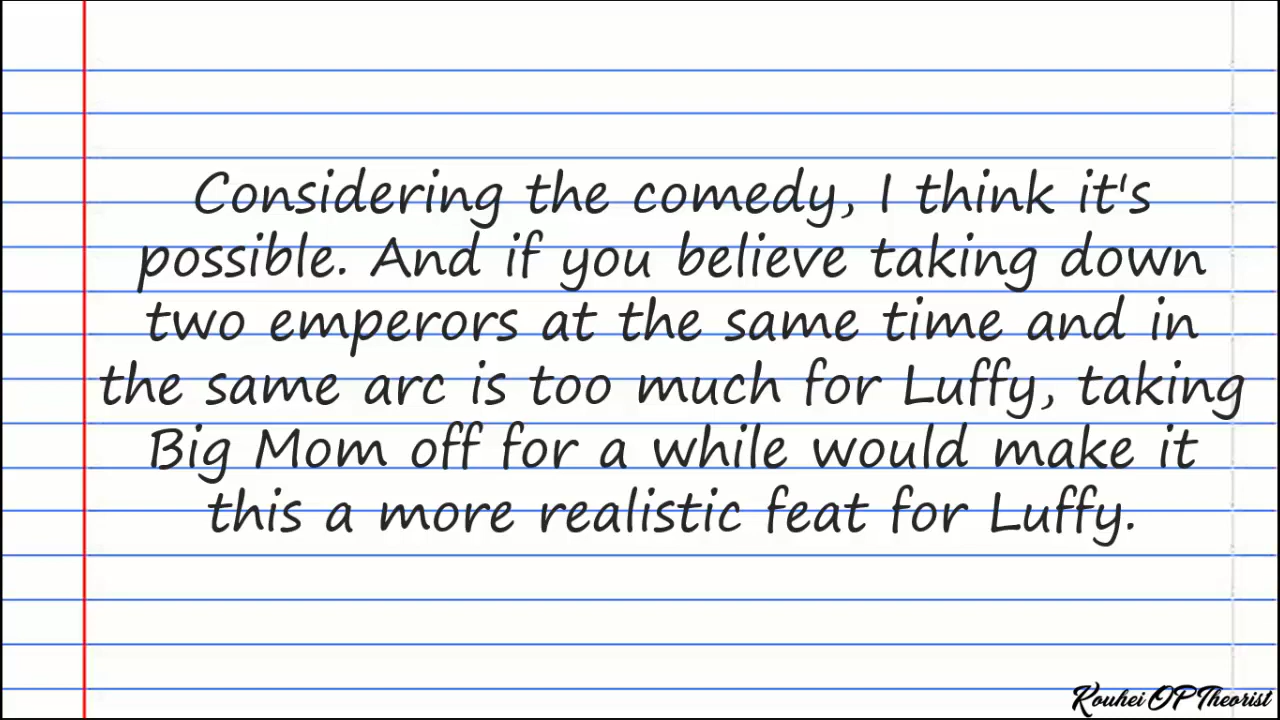 Considering the comedy, I think it's
possible. And if you believe taking down
two emperors at the same time and in
the same arc is too much for Luffy, taking
Big Mom off for a while would make it
this a more realistic feat for Luffy.
Kouhei OP Theorist